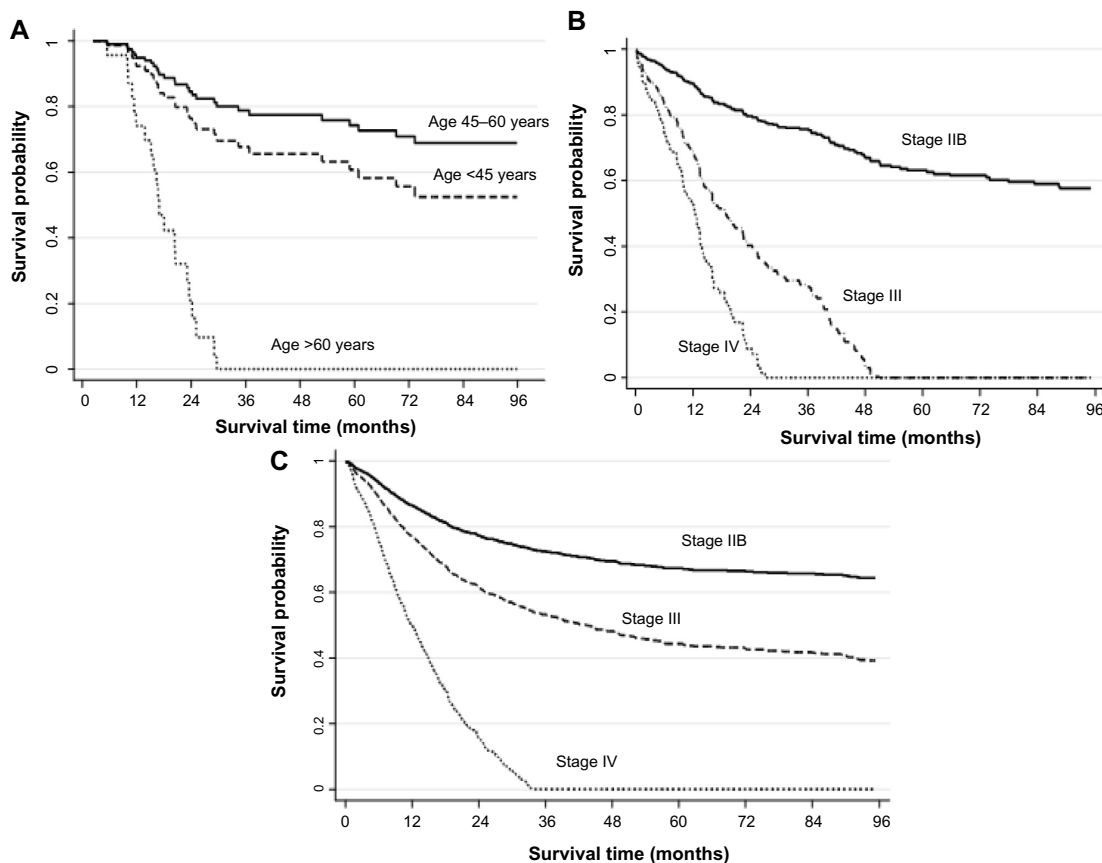 A
Survival probability
1
0.8
0.6
0.4
0.2
0
Age 45–60 years
Age <45 years
Age >60 years
0 12 24 36 48 60 72 84 96
Survival time (months)
B
Survival probability
1
0.8
0.6
0.4
0.2
0
Stage IIB
Stage III
Stage IV
0 12 24 36 48 60 72 84 96
Survival time (months)
C
Survival probability
1
0.8
0.6
0.4
0.2
0
Stage IIB
Stage III
Stage IV
0 12 24 36 48 60 72 84 96
Survival time (months)